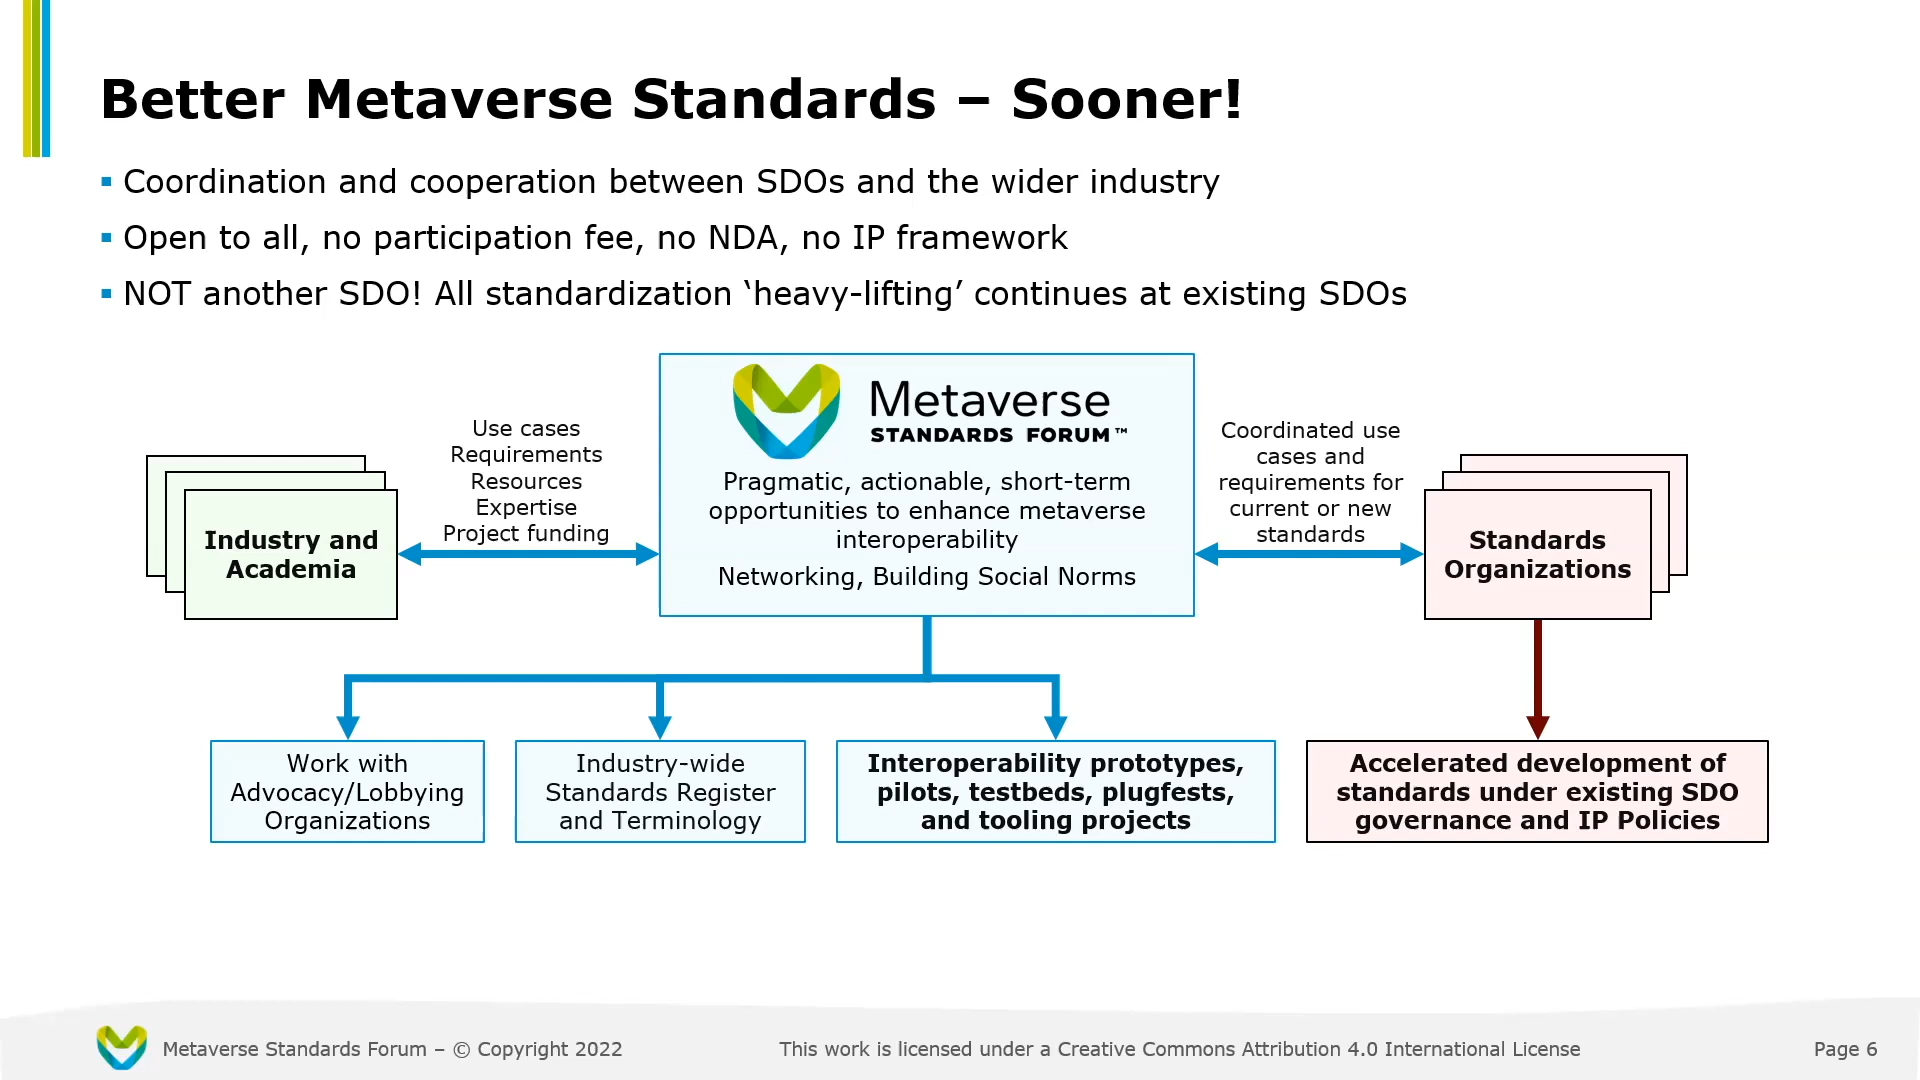 Better Metaverse Standards – Sooner!
▪ Coordination and cooperation between SDOs and the wider industry
▪ Open to all, no participation fee, no NDA, no IP framework
▪ NOT another SDO! All standardization ‘heavy-lifting’ continues at existing SDOs
Industry and
Academia
Use cases
Requirements
Resources
Expertise
Project funding
Metaverse
STANDARDS FORUM™
Pragmatic, actionable, short-term
opportunities to enhance metaverse
interoperability
Networking, Building Social Norms
Coordinated use
cases and
requirements for
current or new
standards
Standards
Organizations
Work with
Advocacy/Lobbying
Organizations
Industry-wide
Standards Register
and Terminology
Interoperability prototypes,
pilots, testbeds, plugfests,
and tooling projects
Accelerated development of
standards under existing SDO
governance and IP Policies
Metaverse Standards Forum – © Copyright 2022
This work is licensed under a Creative Commons Attribution 4.0 International License
Page 6